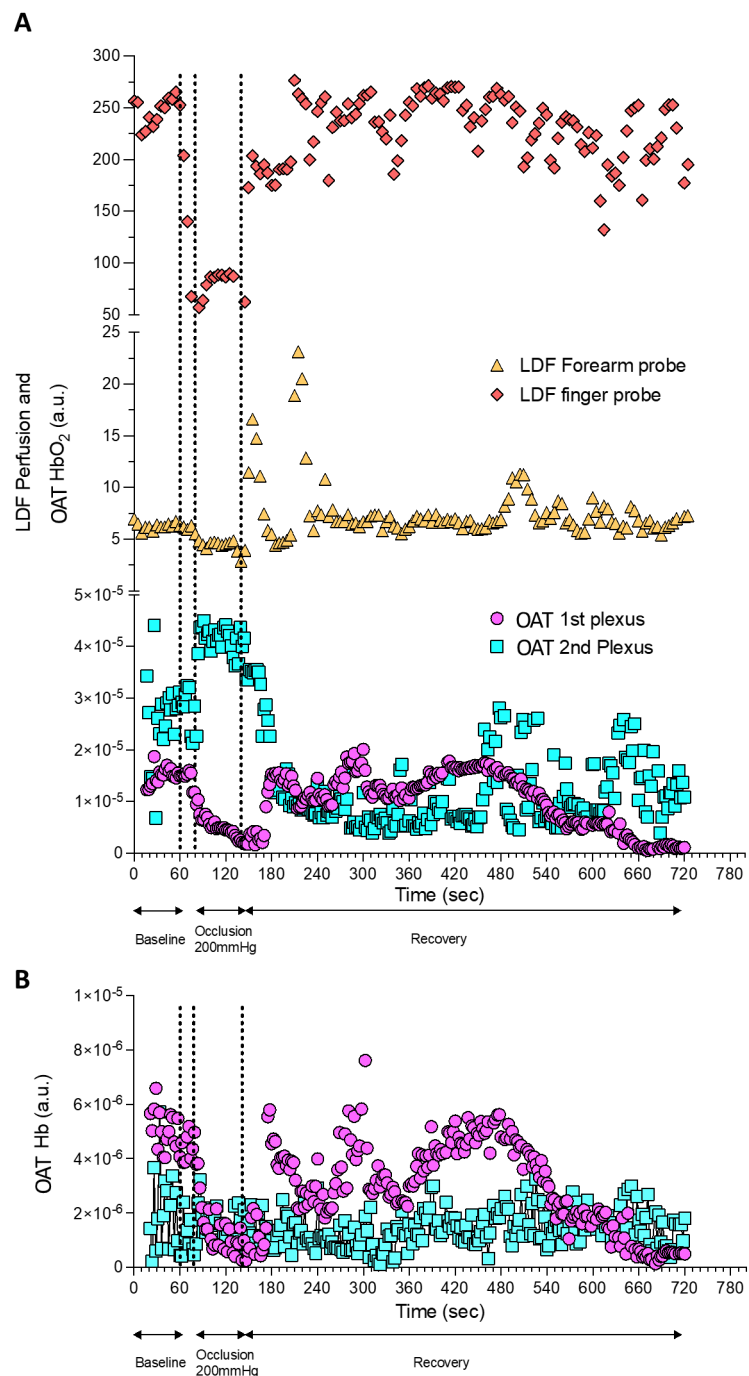 A
300
250
200
150
100
50
25
20
15
10
5
0
LDF Perfusion and
OAT HbO₂ (a.u.)
LDF Forearm probe
LDF finger probe
5×10⁻⁵
4×10⁻⁵
3×10⁻⁵
2×10⁻⁵
1×10⁻⁵
0
OAT 1st plexus
OAT 2nd Plexus
0 60 120 180 240 300 360 420 480 540 600 660 720 780
Time (sec)
Baseline
Occlusion
200mmHg
Recovery
B
1×10⁻⁵
8×10⁻⁶
6×10⁻⁶
4×10⁻⁶
2×10⁻⁶
0
OAT Hb (a.u.)
0 60 120 180 240 300 360 420 480 540 600 660 720 780
Time (sec)
Baseline
Occlusion
200mmHg
Recovery